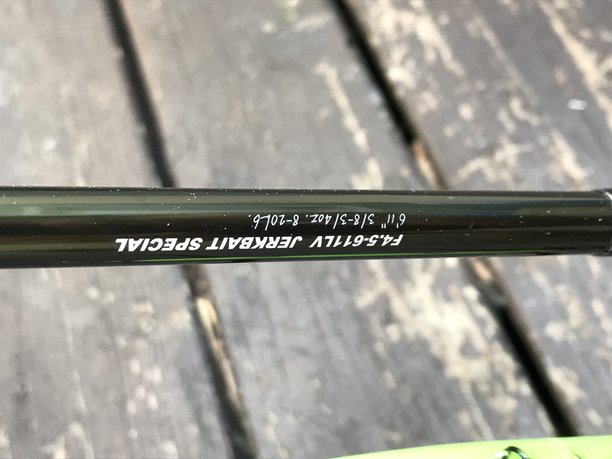 F4.5-611LV JERKBAIT SPECIAL
6'11" 3/8-3/4oz. 8-20Lb.